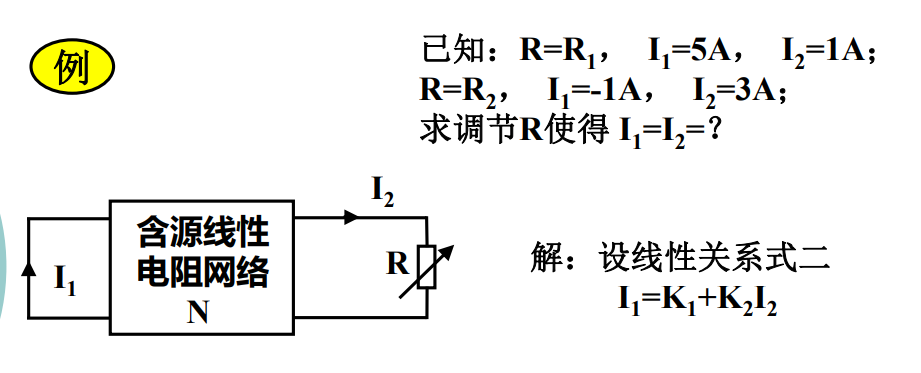 例
已知：R=R₁， I₁=5A， I₂=1A；
R=R₂， I₁=-1A， I₂=3A；
求调节R使得 I₁=I₂=？
I₂
含源线性
电阻网络
N
I₁
R
解：设线性关系式二
I₁=K₁+K₂I₂